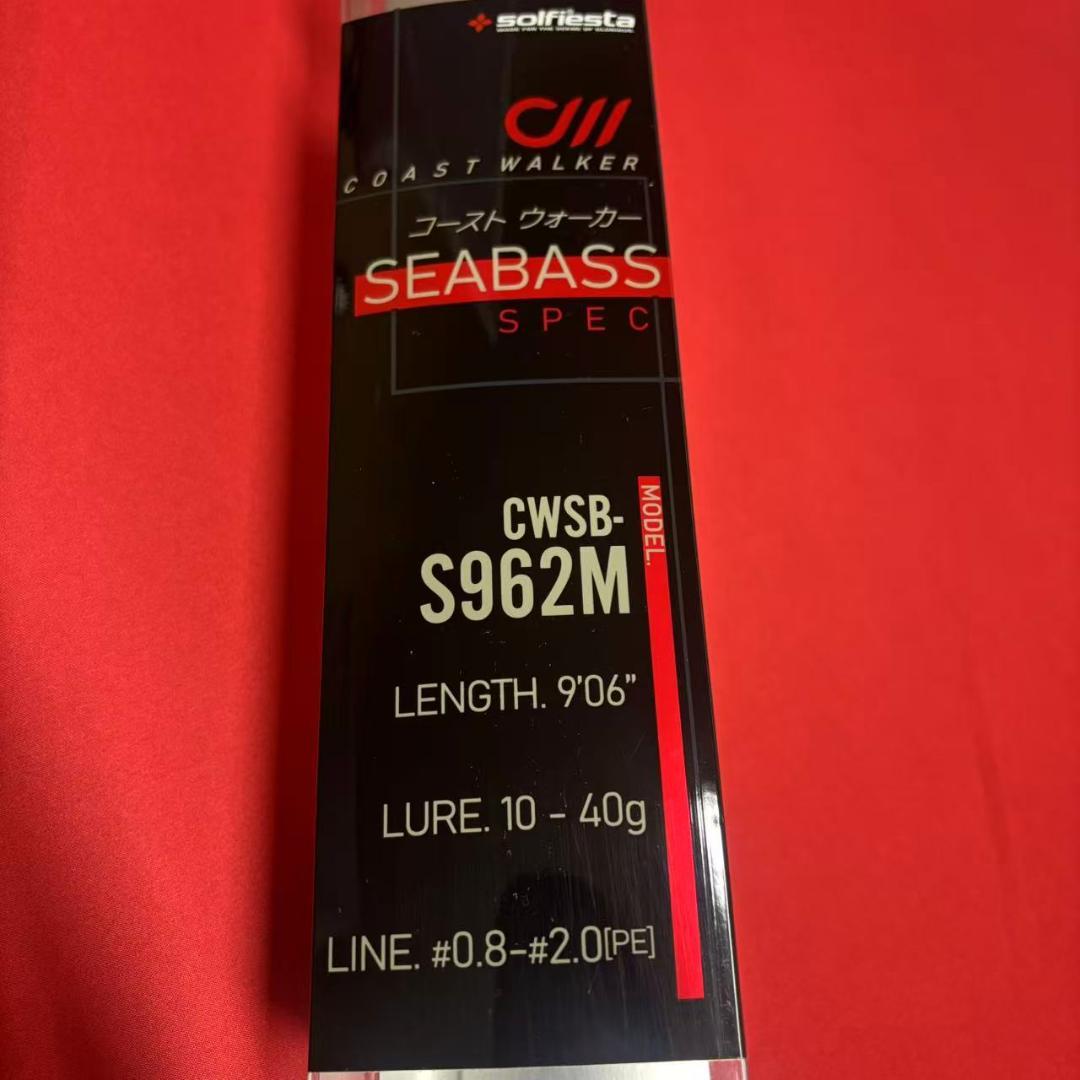 solfiesta
COAST WALKER
コースト ウォーカー
SEABASS
SPEC
MODEL.
CWSB-
S962M
LENGTH. 9'06"
LURE. 10 - 40g
LINE. #0.8-#2.0[PE]